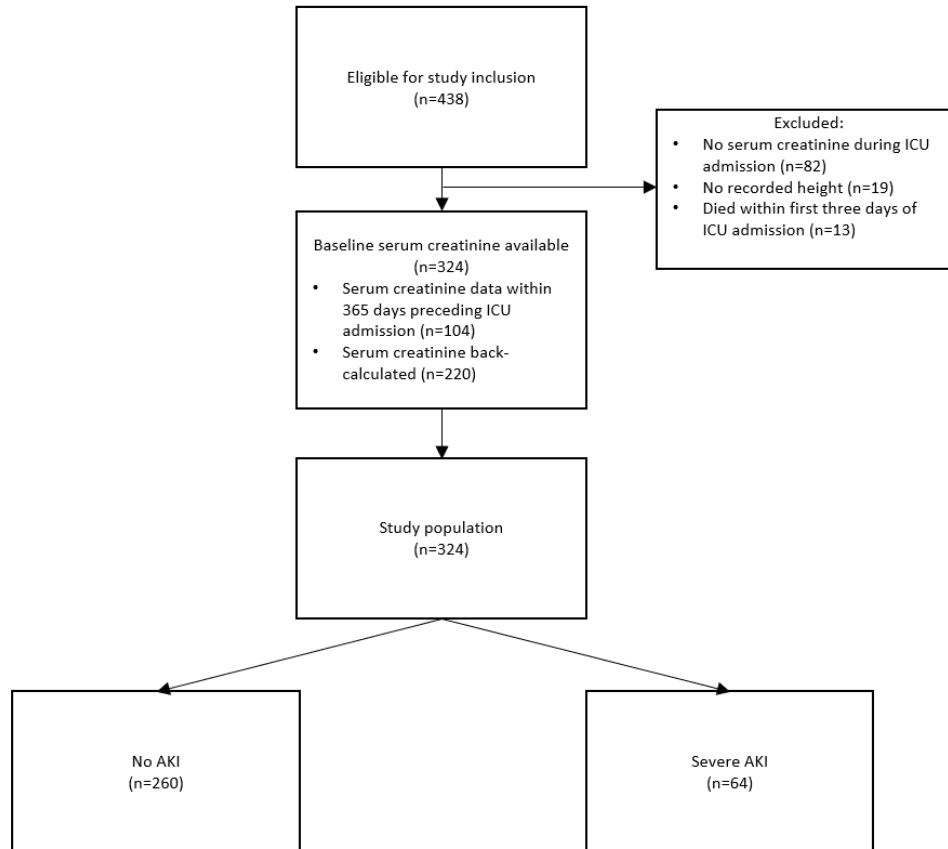 Eligible for study inclusion
(n=438)
Excluded:
• No serum creatinine during ICU
admission (n=82)
• No recorded height (n=19)
• Died within first three days of
ICU admission (n=13)
Baseline serum creatinine available
(n=324)
• Serum creatinine data within
365 days preceding ICU
admission (n=104)
• Serum creatinine back-
calculated (n=220)
Study population
(n=324)
No AKI
(n=260)
Severe AKI
(n=64)